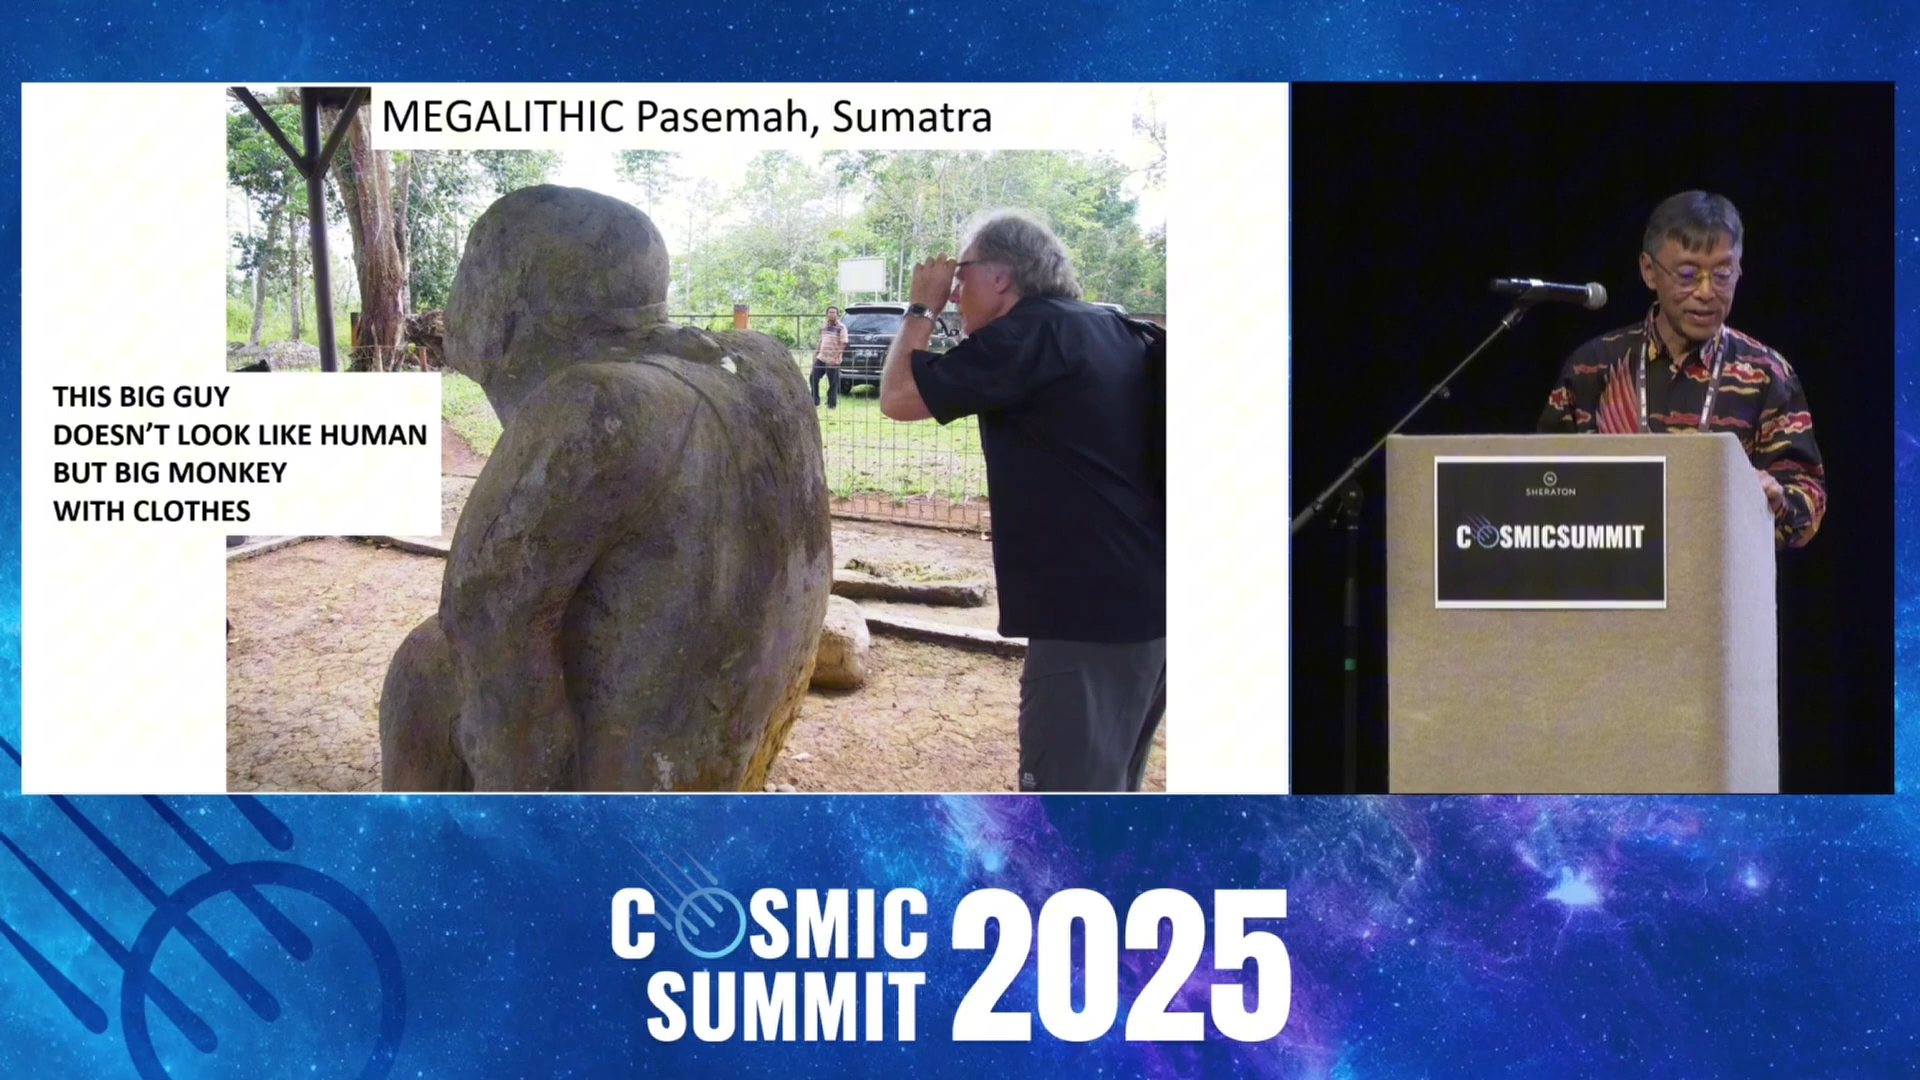 MEGALITHIC Pasemah, Sumatra
THIS BIG GUY
DOESN'T LOOK LIKE HUMAN
BUT BIG MONKEY
WITH CLOTHES
SHERATON
COSMICSUMMIT
COSMIC
SUMMIT
2025